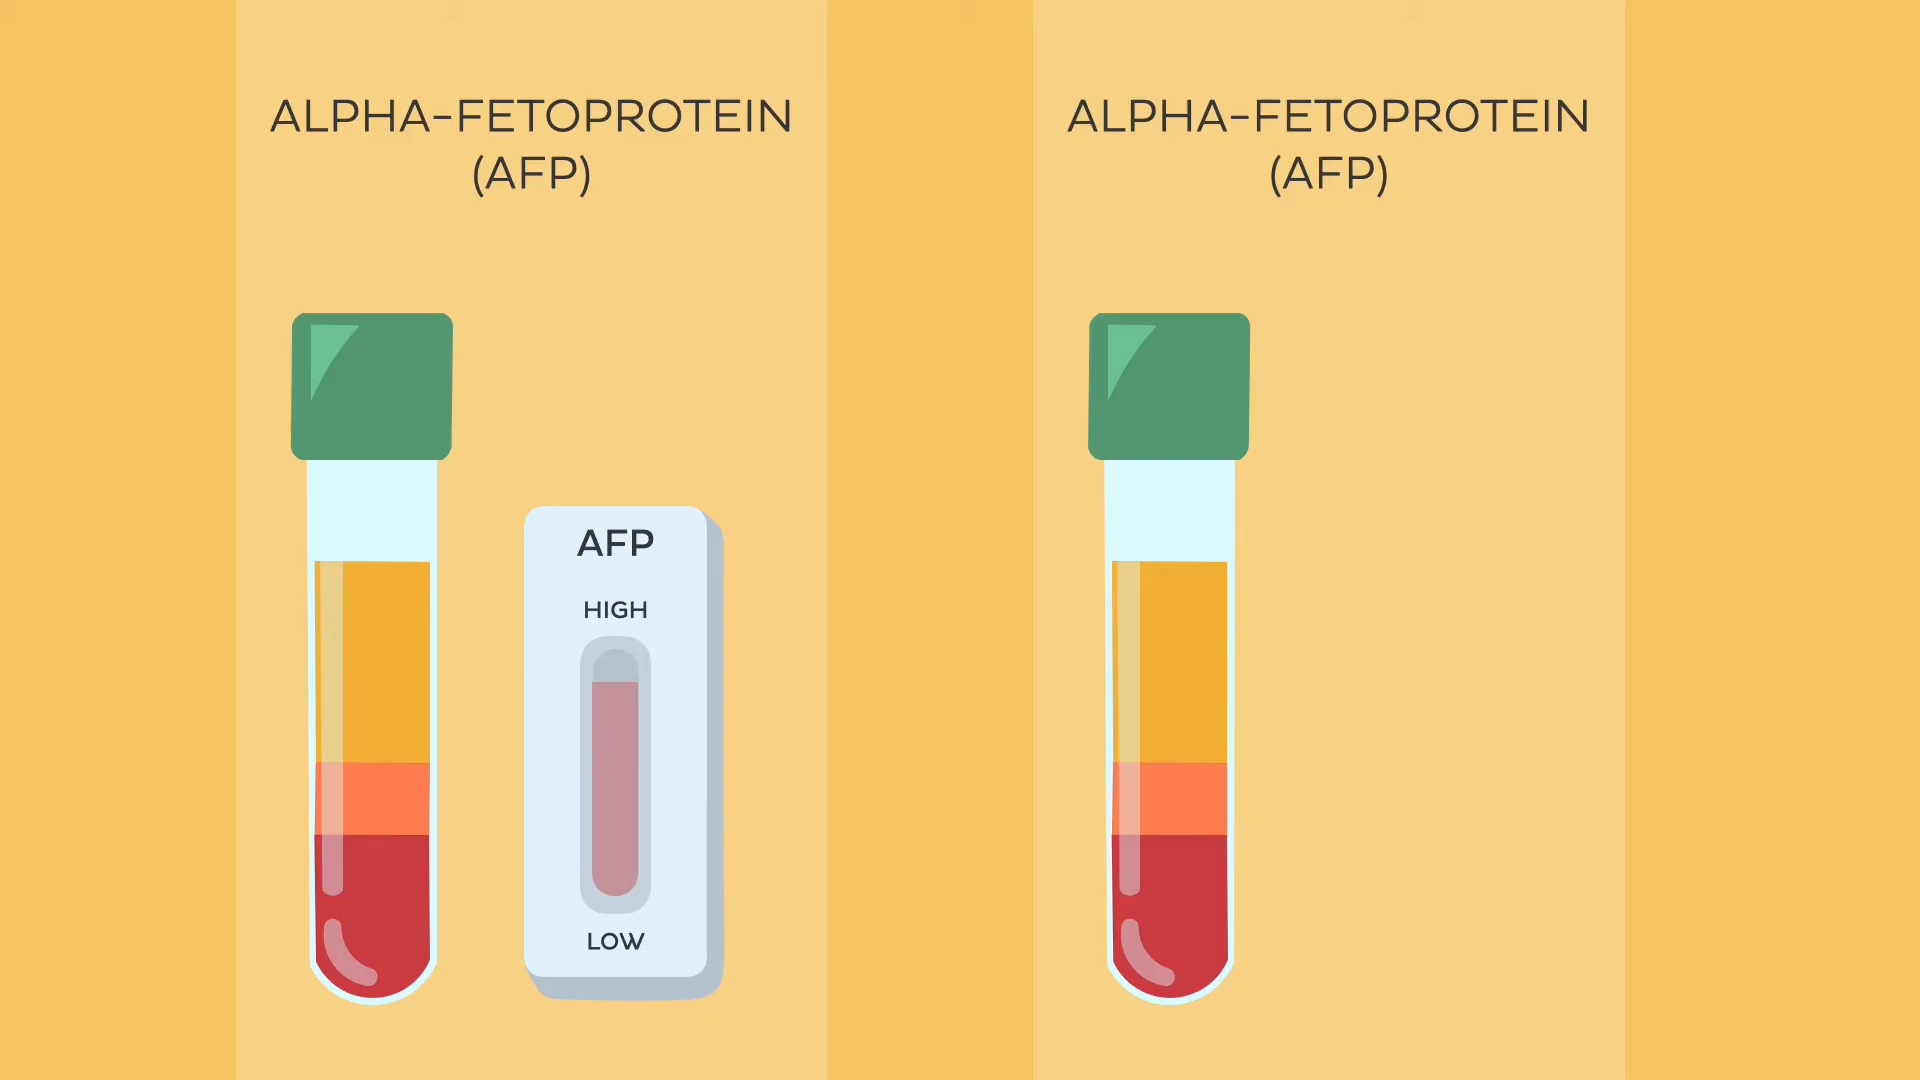 ALPHA-FETOPROTEIN
(AFP)
AFP
HIGH
LOW
ALPHA-FETOPROTEIN
(AFP)